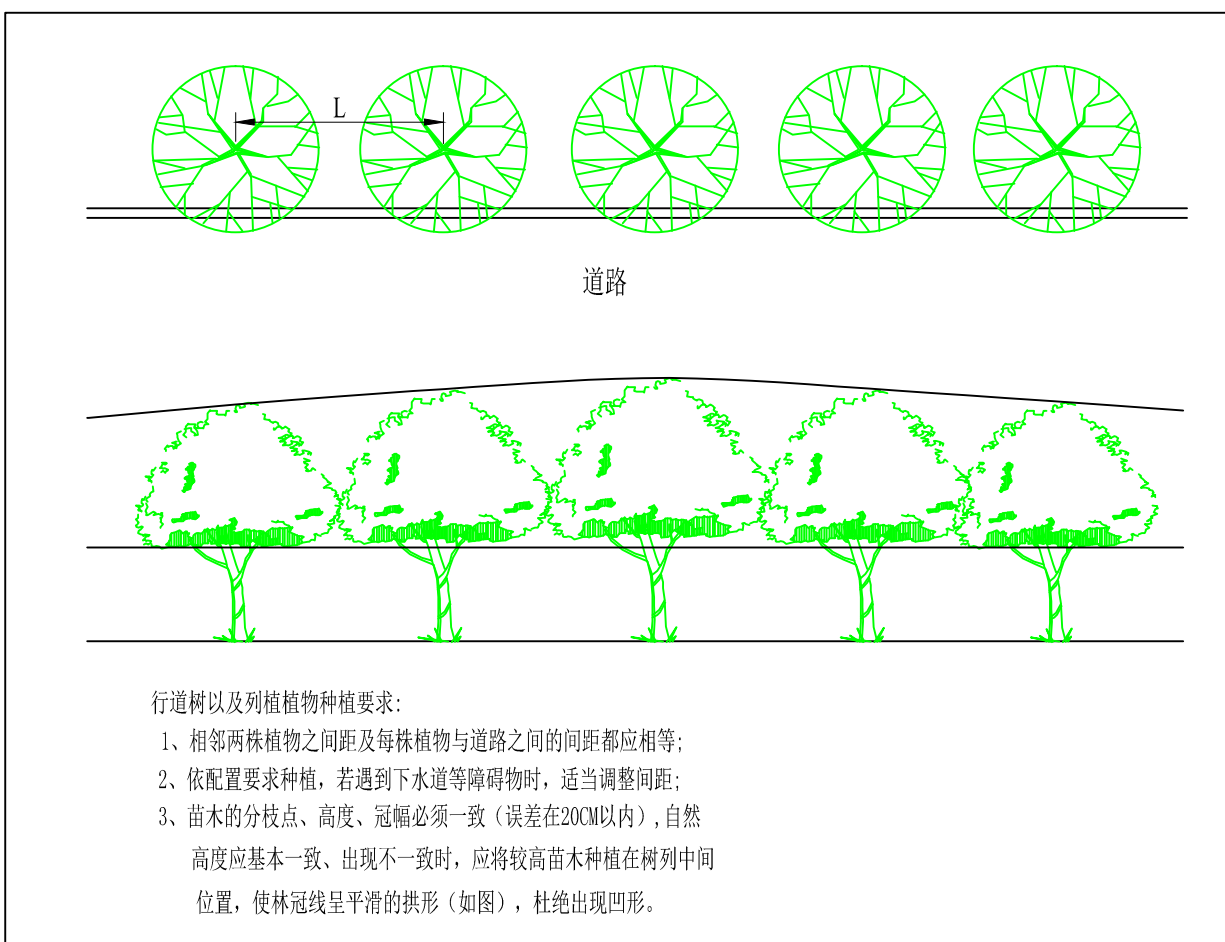 L
道路
行道树以及列植植物种植要求:
1、相邻两株植物之间距及每株植物与道路之间的间距都应相等;
2、依配置要求种植，若遇到下水道等障碍物时，适当调整间距;
3、苗木的分枝点、高度、冠幅必须一致（误差在20CM以内）,自然
高度应基本一致、出现不一致时，应将较高苗木种植在树列中间
位置，使林冠线呈平滑的拱形（如图），杜绝出现凹形。